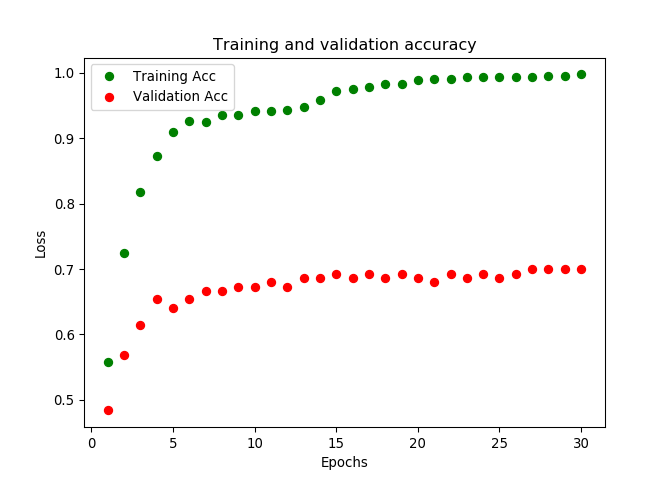 Training and validation accuracy
1.0
0.9
0.8
0.7
0.6
0.5
Loss
Training Acc
Validation Acc
0
5
10
15
20
25
30
Epochs